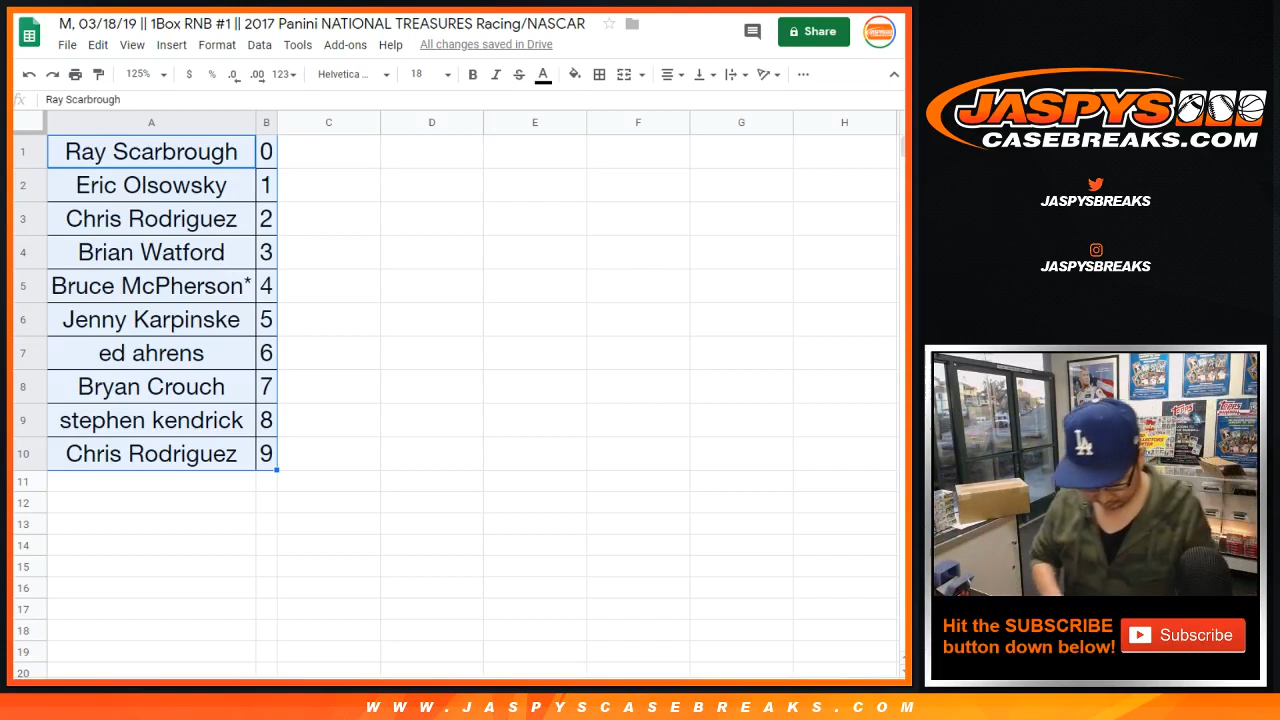 M, 03/18/19 || 1Box RNB #1 || 2017 Panini NATIONAL TREASURES Racing/NASCAR
File Edit View Insert Format Data Tools Add-ons Help All changes saved in Drive
Share
125% $ % .0 .00 123 Helvetica ... 18 B I S A
fx Ray Scarbrough
A B C D E F G H
1 Ray Scarbrough 0
2 Eric Olsowsky 1
3 Chris Rodriguez 2
4 Brian Watford 3
5 Bruce McPherson* 4
6 Jenny Karpinske 5
7 ed ahrens 6
8 Bryan Crouch 7
9 stephen kendrick 8
10 Chris Rodriguez 9
11
12
13
14
15
16
17
18
19
20
JASPYS
CASEBREAKS.COM
JASPYSBREAKS
JASPYSBREAKS
LA
Hit the SUBSCRIBE
button down below!
Subscribe
WWW.JASPYSCASEBREAKS.COM